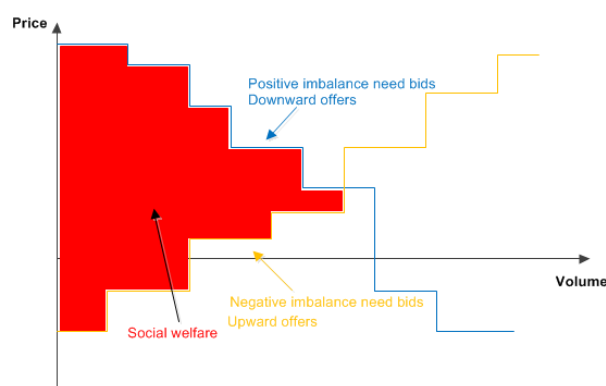 Price
Positive imbalance need bids
Downward offers
Volume
Negative imbalance need bids
Upward offers
Social welfare